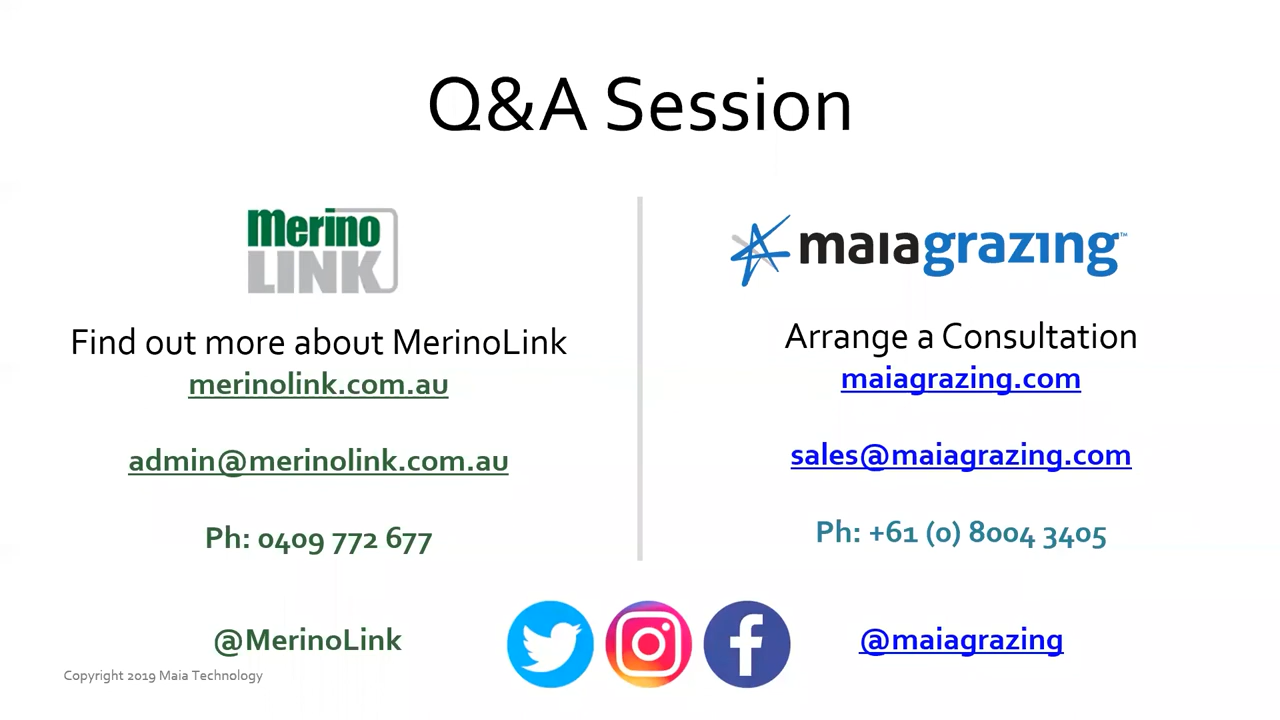 Q&A Session
Merino
LINK
Find out more about MerinoLink
merinolink.com.au
admin@merinolink.com.au
Ph: 0409 772 677
@MerinoLink
Copyright 2019 Maia Technology
maiagrazing™
Arrange a Consultation
maiagrazing.com
sales@maiagrazing.com
Ph: +61 (0) 8004 3405
@maiagrazing